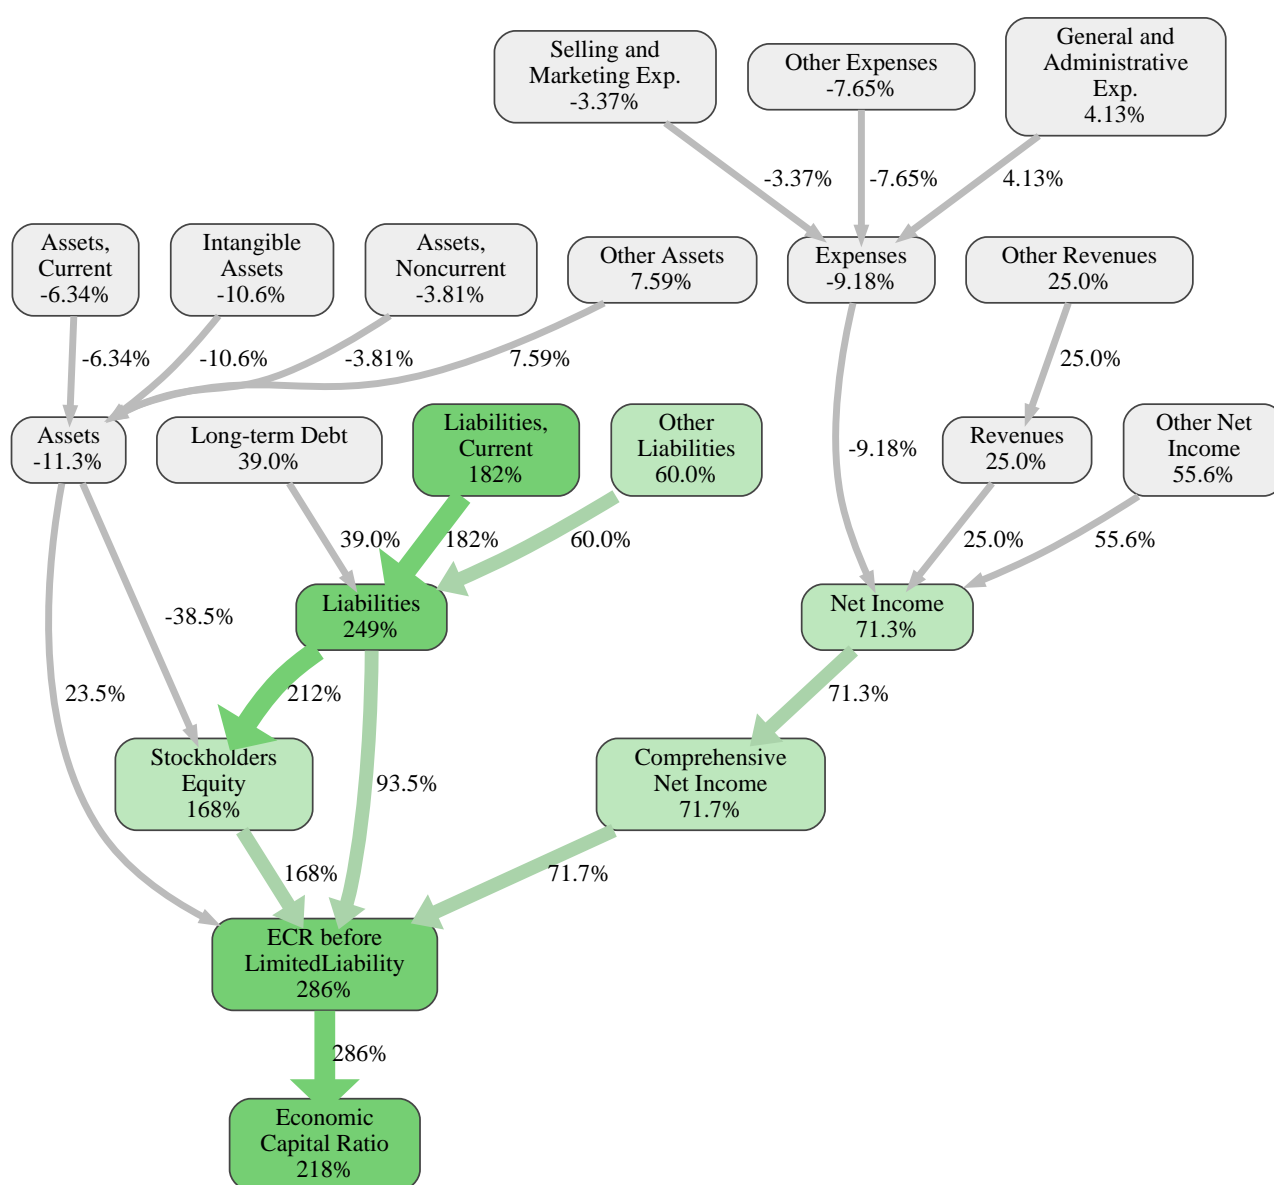 Selling and
Marketing Exp.
-3.37%
Other Expenses
-7.65%
General and
Administrative
Exp.
4.13%
-3.37%
-7.65%
4.13%
Assets,
Current
-6.34%
Intangible
Assets
-10.6%
Assets,
Noncurrent
-3.81%
Other Assets
7.59%
Expenses
-9.18%
Other Revenues
25.0%
-6.34%
-10.6%
-3.81%
7.59%
25.0%
Assets
-11.3%
Long-term Debt
39.0%
Liabilities,
Current
182%
Other
Liabilities
60.0%
-9.18%
Revenues
25.0%
Other Net
Income
55.6%
39.0%
182%
60.0%
25.0%
55.6%
Liabilities
249%
Net Income
71.3%
-38.5%
23.5%
212%
71.3%
Stockholders
Equity
168%
93.5%
Comprehensive
Net Income
71.7%
168%
71.7%
ECR before
LimitedLiability
286%
286%
Economic
Capital Ratio
218%